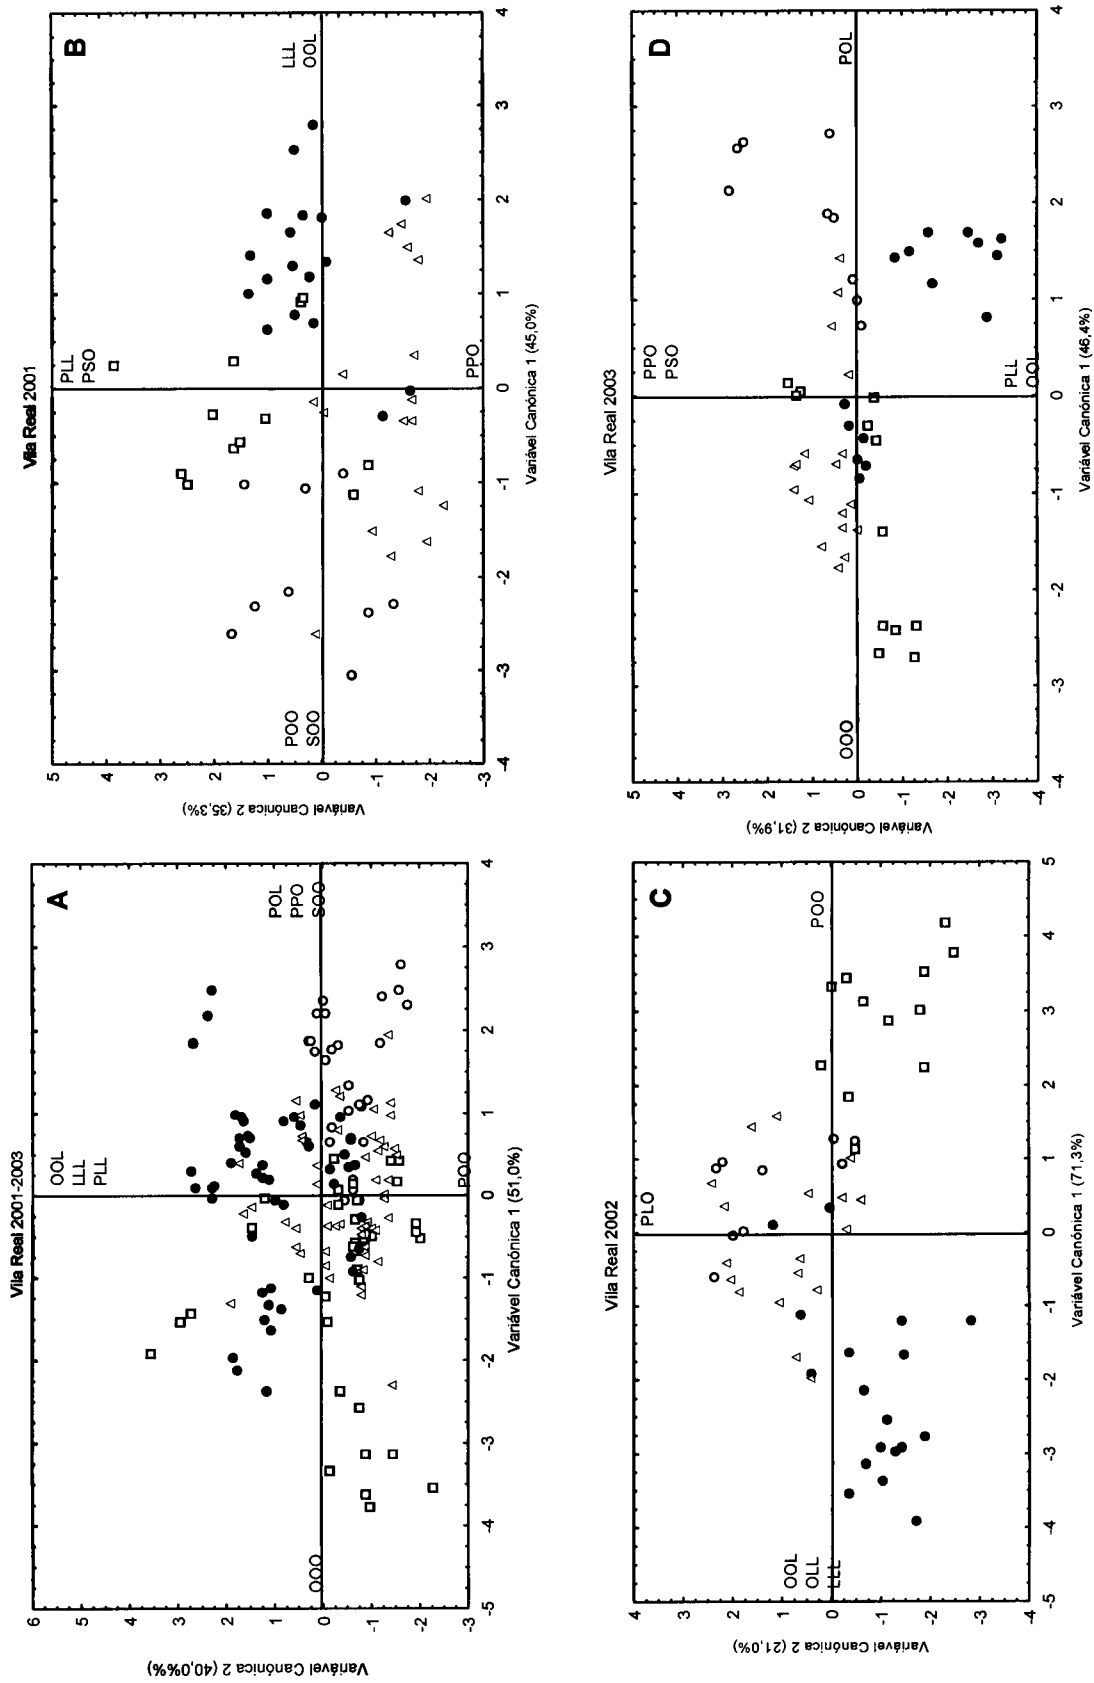 Vila Real 2001-2003
A
OOL
LLL
PLL
POL
PPO
SOO
OOO
POO
6
5
4
3
2
1
0
-1
-2
-3
-5
-4
-3
-2
-1
0
1
2
3
4
Variável Canónica 2 (40,0%%)
Variável Canónica 1 (51,0%)
Vila Real 2001
B
PLL
PSO
LLL
OOL
POO
SOO
PPO
5
4
3
2
1
0
-1
-2
-3
-4
-3
-2
-1
0
1
2
3
4
Variável Canónica 2 (35,3%)
Variável Canónica 1 (45,0%)
Vila Real 2002
C
PLO
POO
OOL
OLL
LLL
4
3
2
1
0
-1
-2
-3
-4
-5
-4
-3
-2
-1
0
1
2
3
4
5
Variável Canónica 2 (21,0%)
Variável Canónica 1 (71,3%)
Vila Real 2003
D
PPO
PSO
POL
OOO
PLL
OOL
5
4
3
2
1
0
-1
-2
-3
-4
-4
-3
-2
-1
0
1
2
3
4
Variável Canónica 2 (31,9%)
Variável Canónica 1 (46,4%)